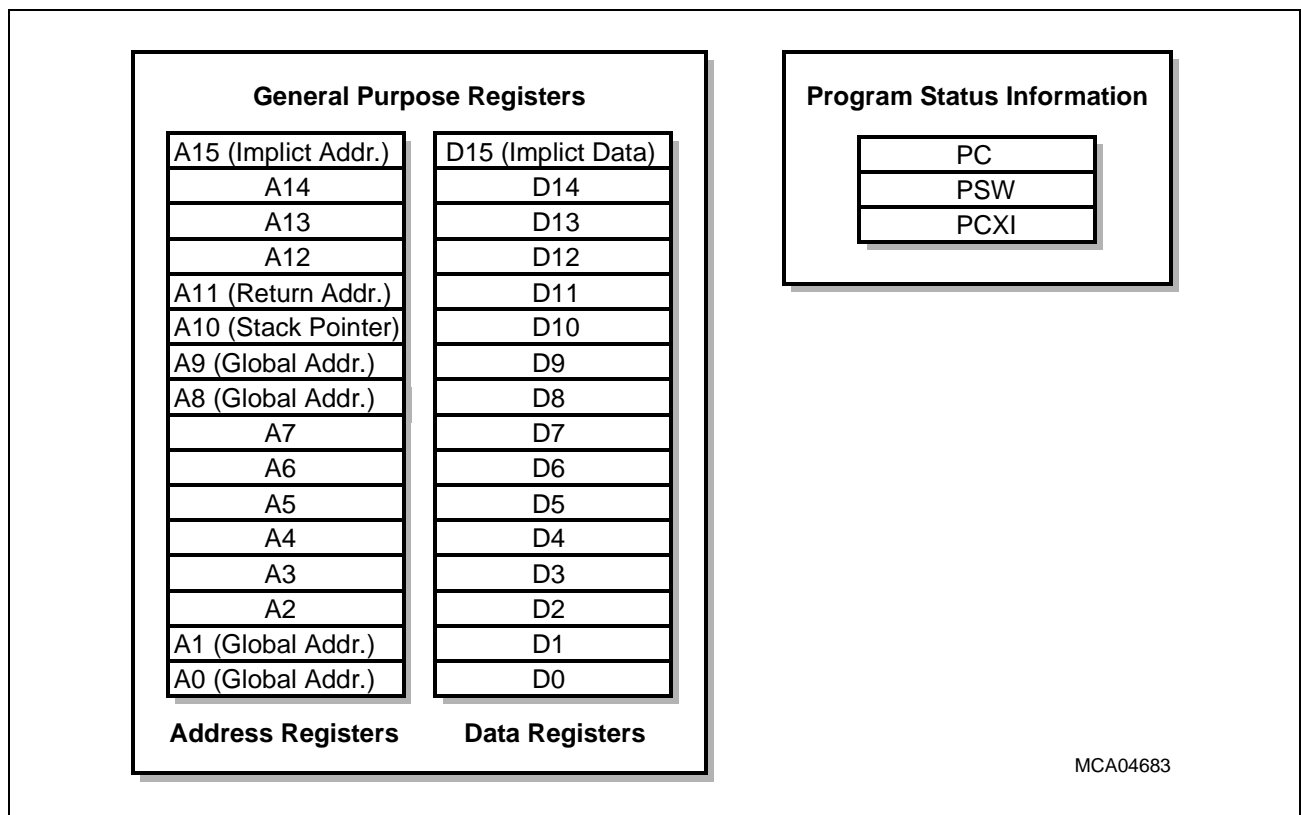 General Purpose Registers
A15 (Implict Addr.) D15 (Implict Data)
A14 D14
A13 D13
A12 D12
A11 (Return Addr.) D11
A10 (Stack Pointer) D10
A9 (Global Addr.) D9
A8 (Global Addr.) D8
A7 D7
A6 D6
A5 D5
A4 D4
A3 D3
A2 D2
A1 (Global Addr.) D1
A0 (Global Addr.) D0
Address Registers Data Registers
Program Status Information
PC
PSW
PCXI
MCA04683